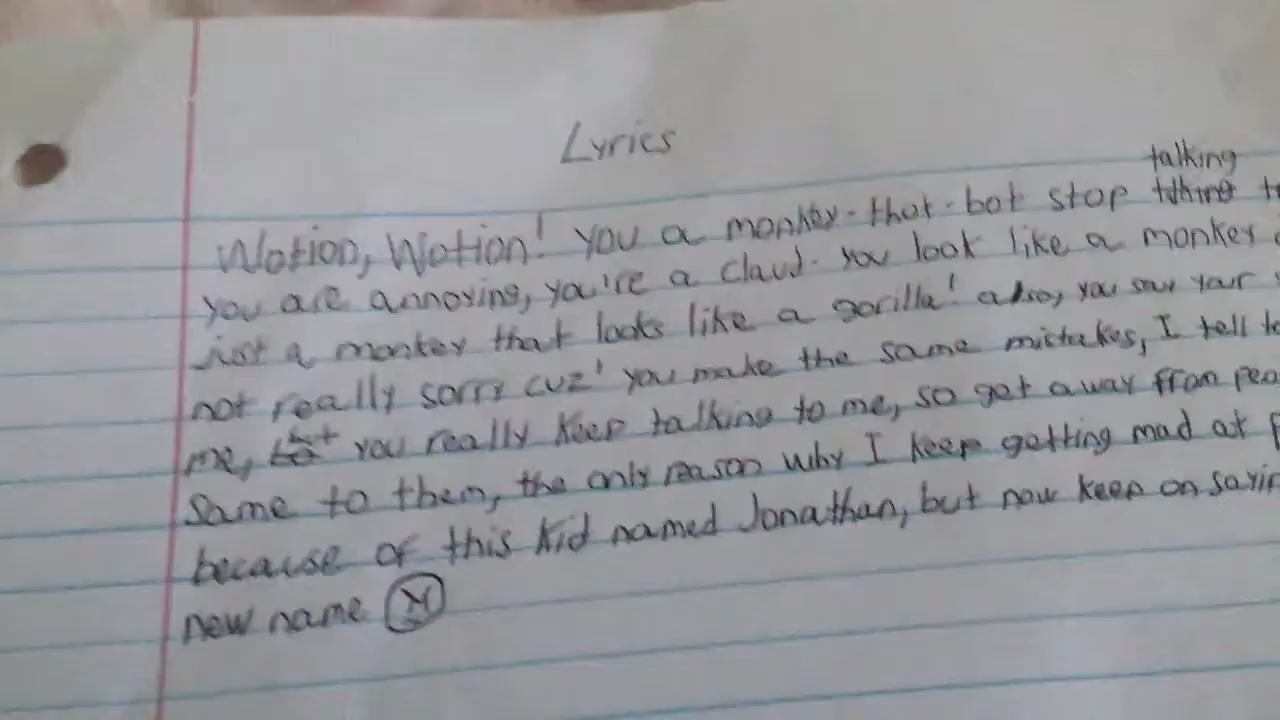 Lyrics
talking
Wotion, Wotion! You a monkey-that-bot stop
you are annoying, you're a claud. you look like a monkey
just a monkey that looks like a gorilla! also, you say your
not really sorry cuz' you make the same mistakes, I tell
me, but you really keep talking to me, so get away from
same to them, the only reason why I keep getting mad at
because of this kid named Jonathan, but now keep on
new name